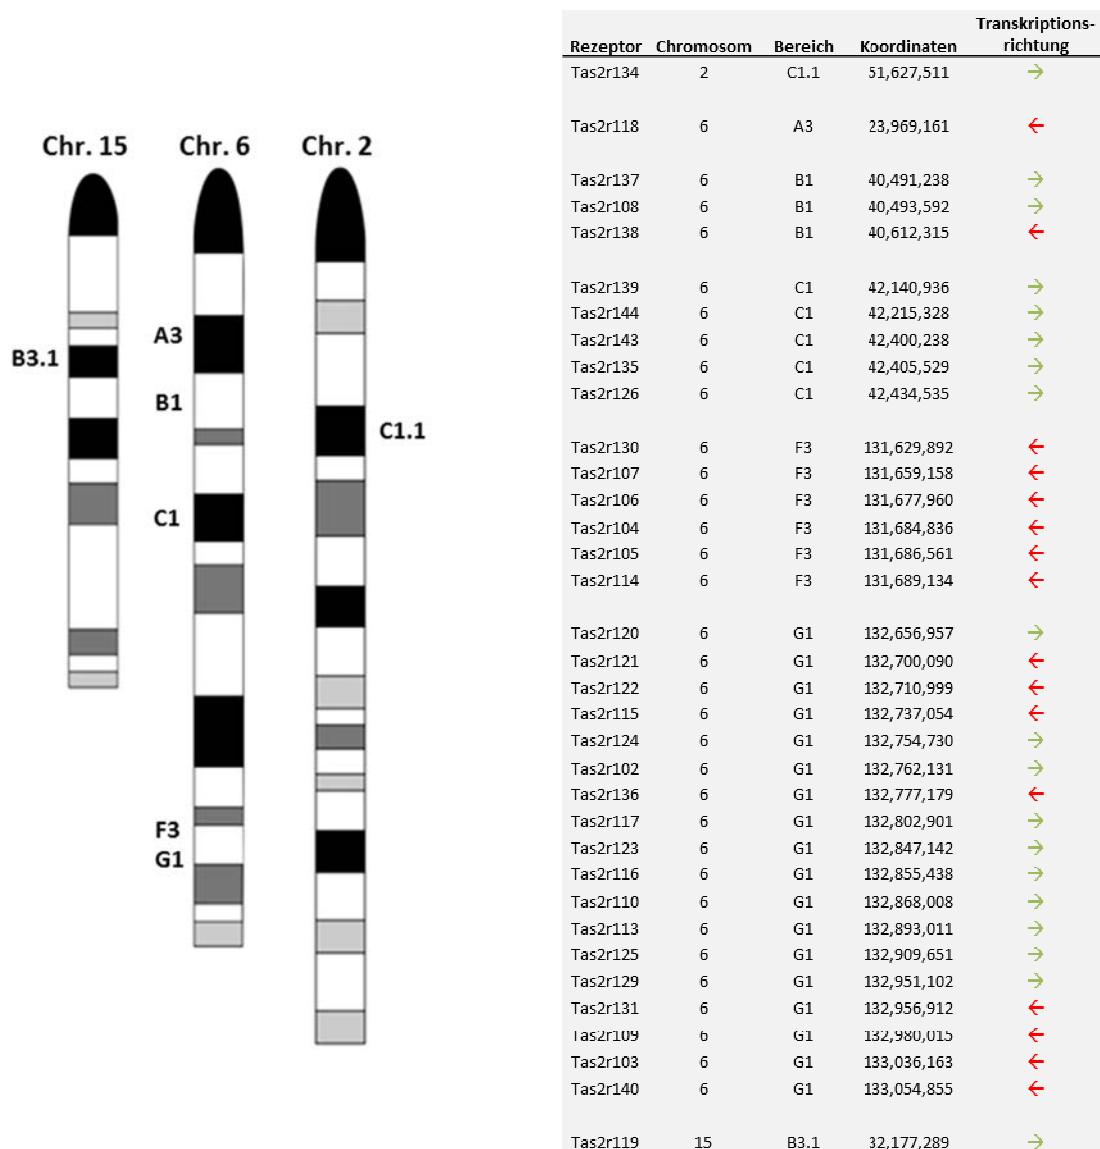 Chr. 15 Chr. 6 Chr. 2
A3
B3.1
B1
C1.1
C1
F3
G1
Transkriptions-
Rezeptor Chromosom Bereich Koordinaten richtung
Tas2r134 2 C1.1 51,627,511 →
Tas2r118 6 A3 23,969,161 ←
Tas2r137 6 B1 40,491,238 →
Tas2r108 6 B1 40,493,592 →
Tas2r138 6 B1 40,612,315 ←
Tas2r139 6 C1 42,140,936 →
Tas2r144 6 C1 42,215,328 →
Tas2r143 6 C1 42,400,238 →
Tas2r135 6 C1 42,405,529 →
Tas2r126 6 C1 42,434,535 →
Tas2r130 6 F3 131,629,892 ←
Tas2r107 6 F3 131,659,158 ←
Tas2r106 6 F3 131,677,960 ←
Tas2r104 6 F3 131,684,836 ←
Tas2r105 6 F3 131,686,561 ←
Tas2r114 6 F3 131,689,134 ←
Tas2r120 6 G1 132,656,957 →
Tas2r121 6 G1 132,700,090 ←
Tas2r122 6 G1 132,710,999 ←
Tas2r115 6 G1 132,737,054 ←
Tas2r124 6 G1 132,754,730 →
Tas2r102 6 G1 132,762,131 →
Tas2r136 6 G1 132,777,179 ←
Tas2r117 6 G1 132,802,901 →
Tas2r123 6 G1 132,847,142 →
Tas2r116 6 G1 132,855,438 →
Tas2r110 6 G1 132,868,008 →
Tas2r113 6 G1 132,893,011 →
Tas2r125 6 G1 132,909,651 →
Tas2r129 6 G1 132,951,102 →
Tas2r131 6 G1 132,956,912 ←
Tas2r109 6 G1 132,980,015 ←
Tas2r103 6 G1 133,036,163 ←
Tas2r140 6 G1 133,054,855 ←
Tas2r119 15 B3.1 32,177,289 →